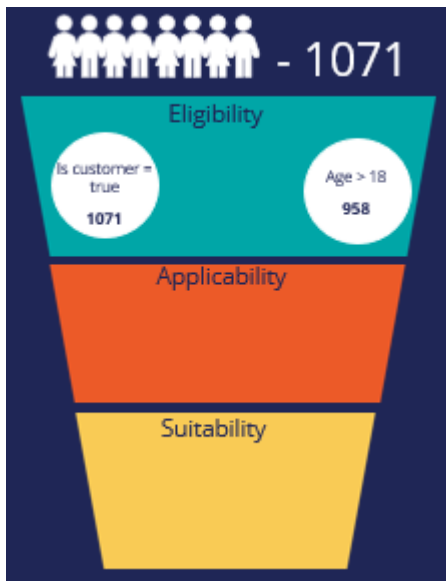 - 1071
Eligibility
Is customer =
true
1071
Age > 18
958
Applicability
Suitability